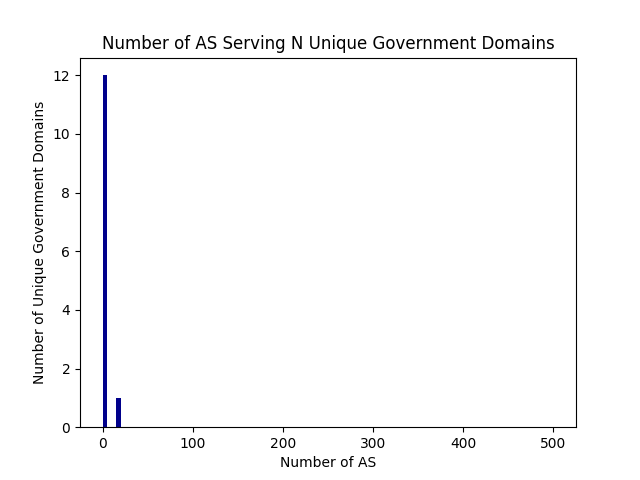 Number of AS Serving N Unique Government Domains
Number of Unique Government Domains
12
10
8
6
4
2
0
0 100 200 300 400 500
Number of AS